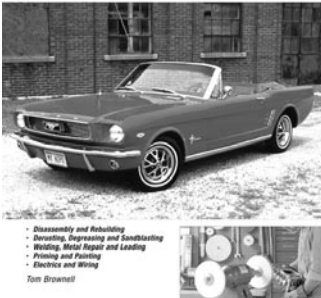 • Disassembly and Rebuilding
• Derusting, Degreasing and Sandblasting
• Welding, Metal Repair and Leading
• Priming and Painting
• Electrics and Wiring
Tom Brownell